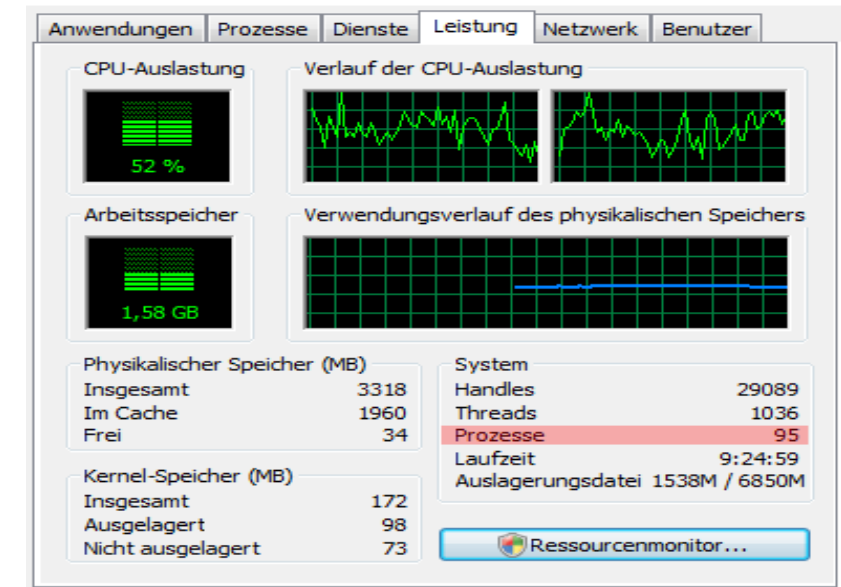 Anwendungen Prozesse Dienste Leistung Netzwerk Benutzer
CPU-Auslastung
52 %
Verlauf der CPU-Auslastung
Arbeitsspeicher
1,58 GB
Verwendungsverlauf des physikalischen Speichers
Physikalischer Speicher (MB)
Insgesamt 3318
Im Cache 1960
Frei 34
Kernel-Speicher (MB)
Insgesamt 172
Ausgelagert 98
Nicht ausgelagert 73
System
Handles 29089
Threads 1036
Prozesse 95
Laufzeit 9:24:59
Auslagerungsdatei 1538M / 6850M
Ressourcenmonitor...